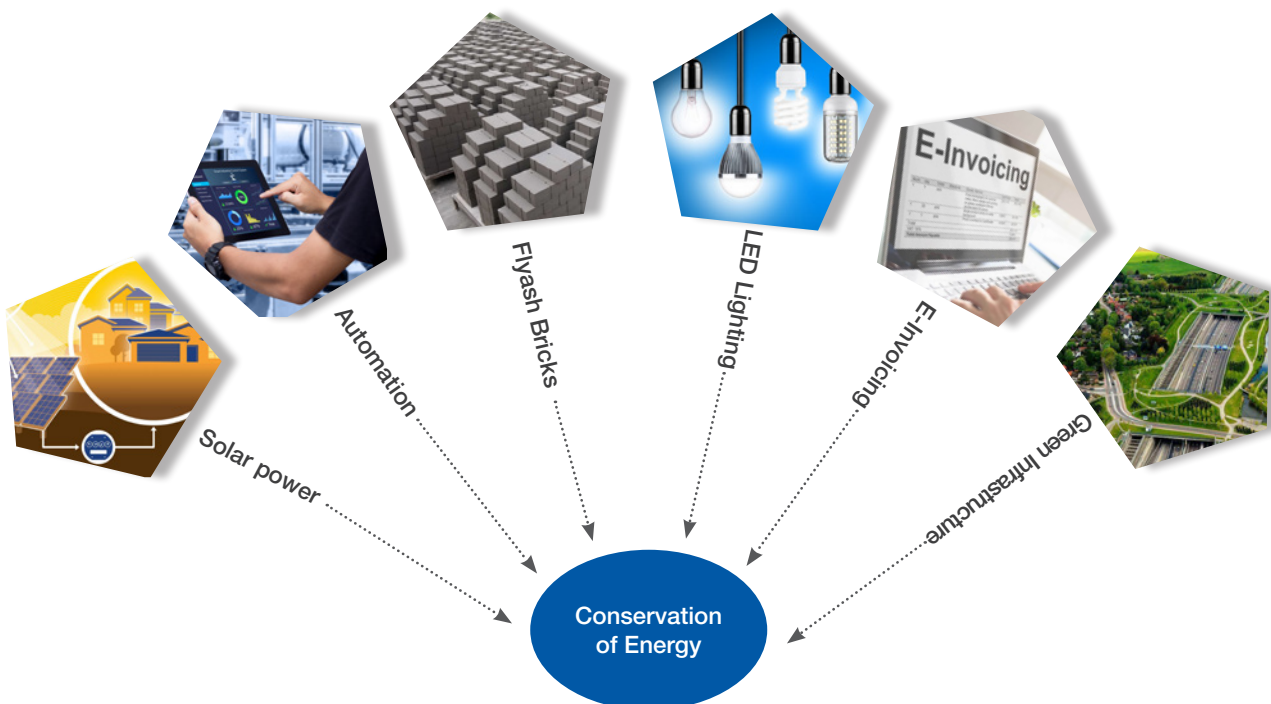 Solar power
Automation
Flyash Bricks
LED Lighting
E-Invoicing
E-Invoicing
Green Infrastructure
Conservation
of Energy